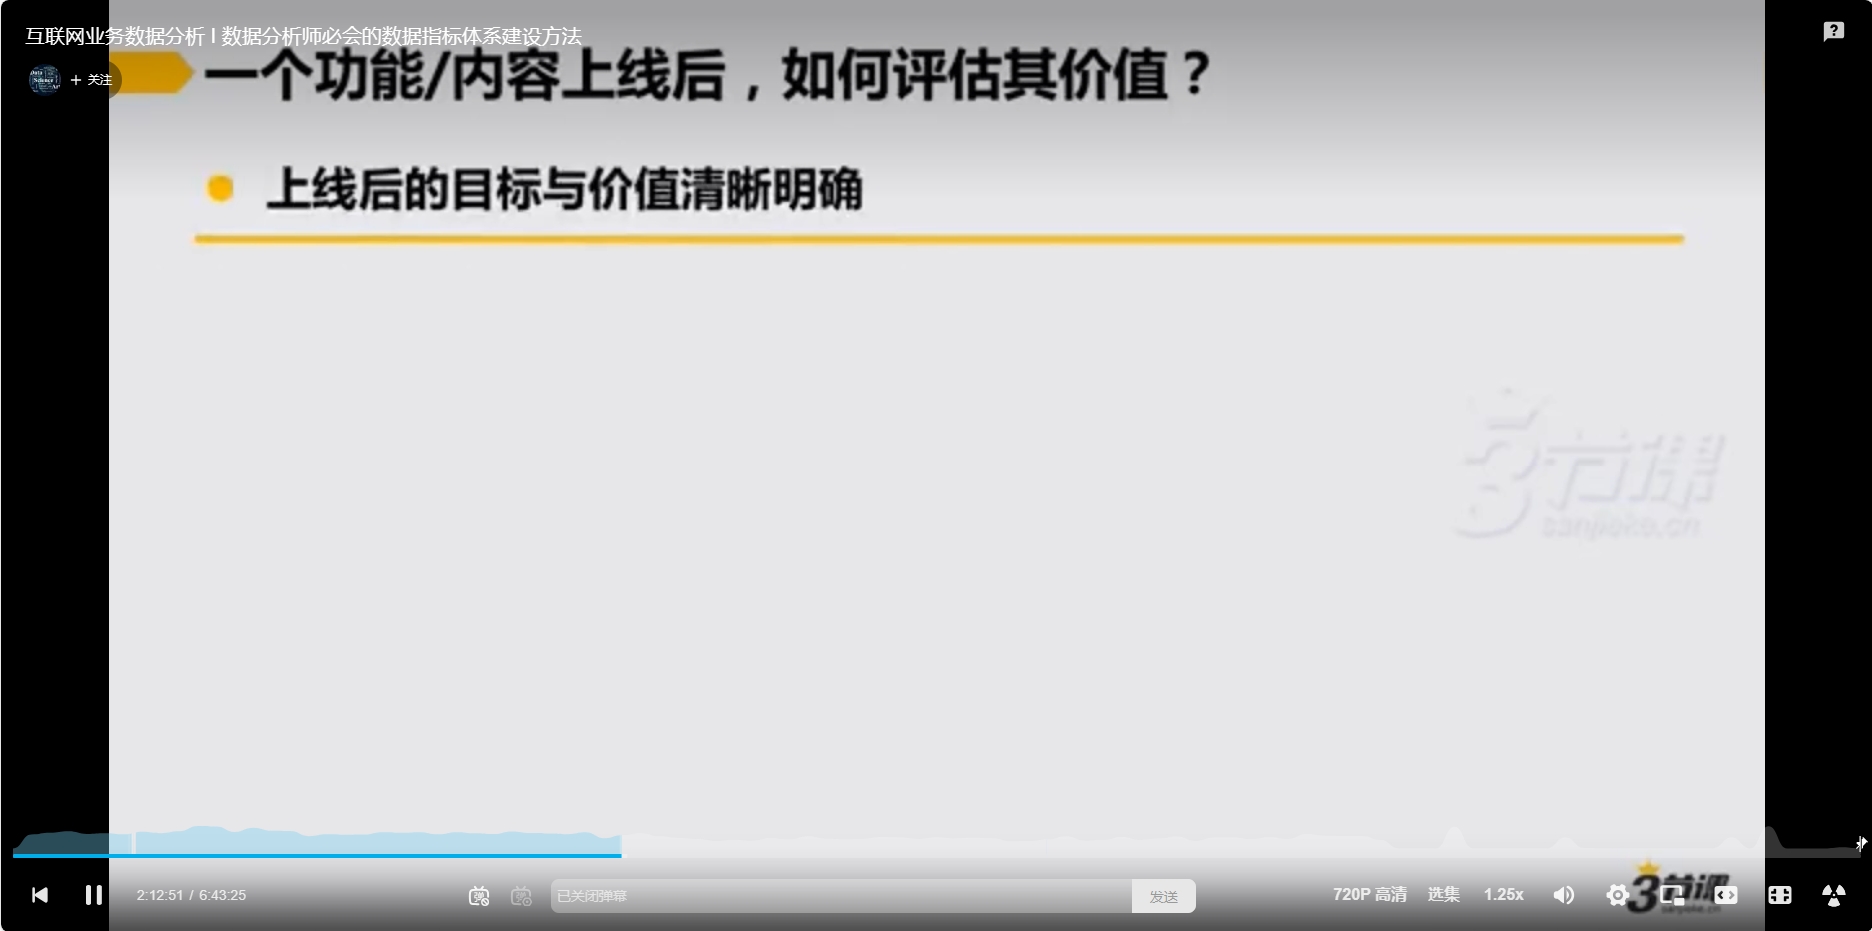 互联网业务数据分析 I 数据分析师必会的数据指标体系建设方法
+ 关注
一个功能/内容上线后，如何评估其价值？
上线后的目标与价值清晰明确
3节课
sanjieke.cn
2:12:51 / 6:43:25
已关闭弹幕
发送
720P 高清
选集
1.25x
3节课
sanjieke.cn